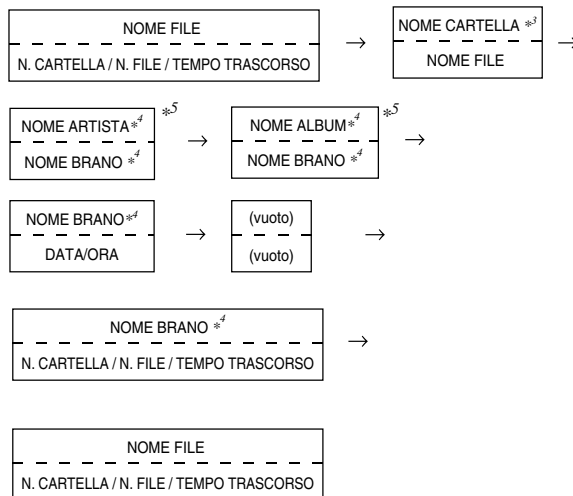 NOME FILE
N. CARTELLA / N. FILE / TEMPO TRASCORSO
→
NOME CARTELLA *3
NOME FILE
→
NOME ARTISTA*4
NOME BRANO *4
*5
→
NOME ALBUM*4
NOME BRANO *4
*5
→
NOME BRANO*4
DATA/ORA
→
(vuoto)
(vuoto)
→
NOME BRANO *4
N. CARTELLA / N. FILE / TEMPO TRASCORSO
→
NOME FILE
N. CARTELLA / N. FILE / TEMPO TRASCORSO